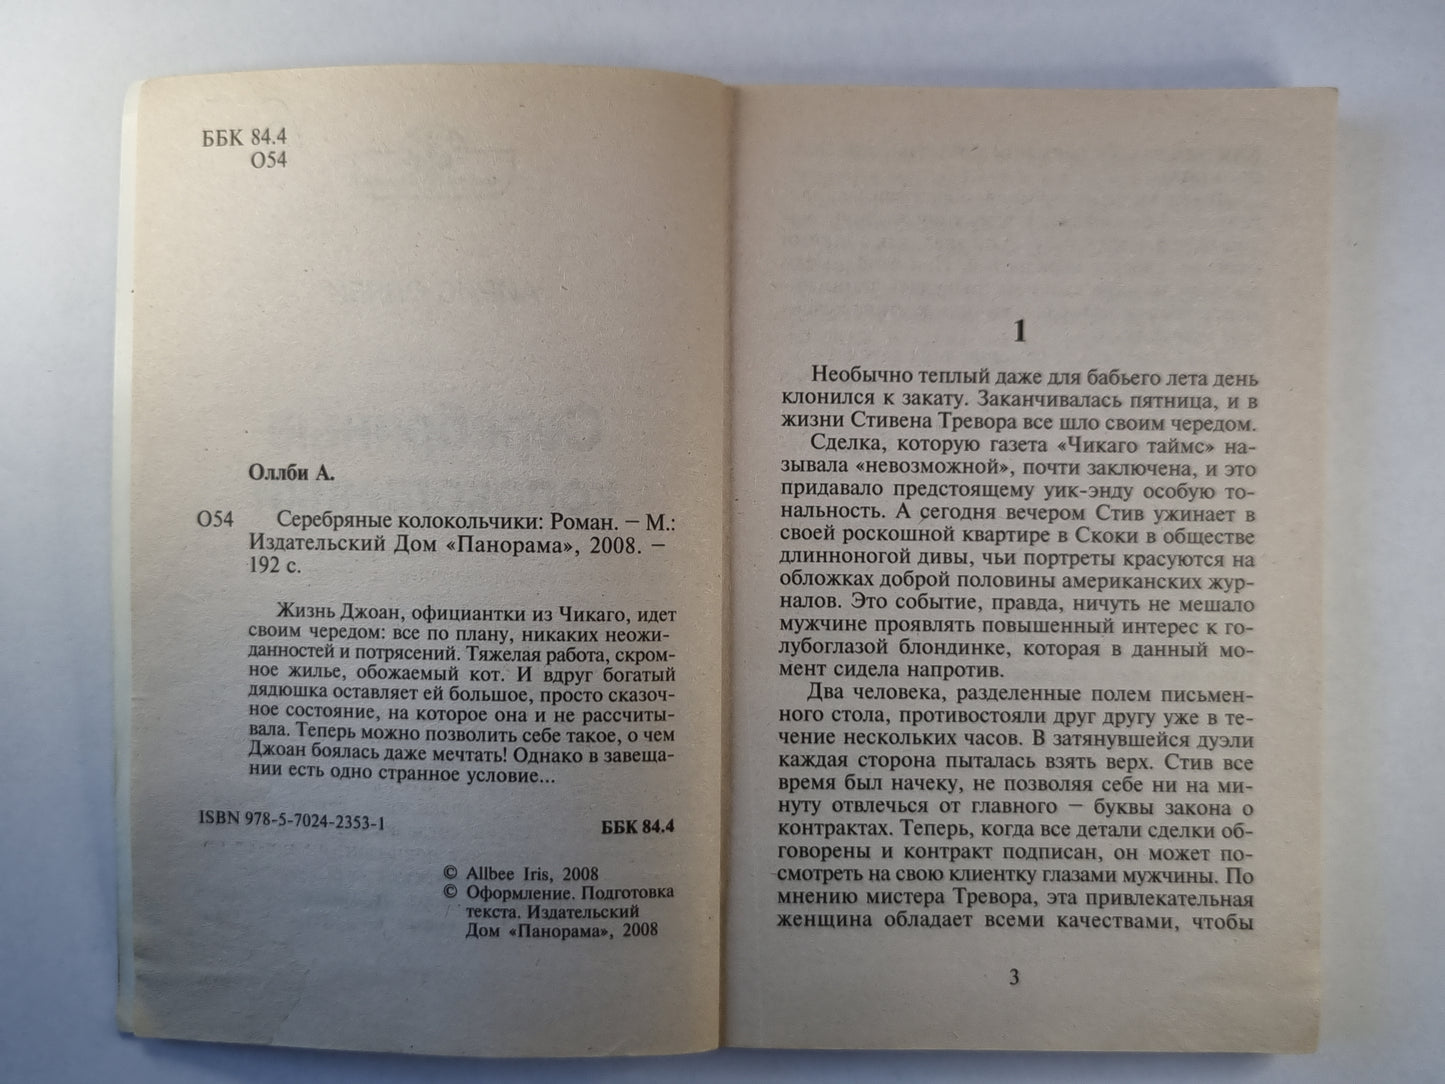 ББК 84.4
О54
Оллби А.
О54 Серебряные колокольчики: Роман. – М.:
Издательский Дом «Панорама», 2008. –
192 с.
Жизнь Джоан, официантки из Чикаго, идет
своим чередом: все по плану, никаких неожи-
данностей и потрясений. Тяжелая работа, скром-
ное жилье, обожаемый кот. И вдруг богатый
дядюшка оставляет ей большое, просто сказоч-
ное состояние, на которое она и не рассчиты-
вала. Теперь можно позволить себе такое, о чем
Джоан боялась даже мечтать! Однако в завеща-
нии есть одно странное условие...
ISBN 978-5-7024-2353-1
ББК 84.4
© Allbee Iris, 2008
© Оформление. Подготовка
текста. Издательский
Дом «Панорама», 2008
1
Необычно теплый даже для бабьего лета день
клонился к закату. Заканчивалась пятница, и в
жизни Стивена Тревора все шло своим чередом.
Сделка, которую газета «Чикаго таймс» на-
зывала «невозможной», почти заключена, и это
придавало предстоящему уик-энду особую то-
нальность. А сегодня вечером Стив ужинает в
своей роскошной квартире в Скоки в обществе
длинноногой дивы, чьи портреты красуются на
обложках доброй половины американских жур-
налов. Это событие, правда, ничуть не мешало
мужчине проявлять повышенный интерес к го-
лубоглазой блондинке, которая в данный мо-
мент сидела напротив.
Два человека, разделенные полем письмен-
ного стола, противостояли друг другу уже в те-
чение нескольких часов. В затянувшейся дуэли
каждая сторона пыталась взять верх. Стив все
время был начеку, не позволяя себе ни на ми-
нуту отвлечься от главного – буквы закона о
контрактах. Теперь, когда все детали сделки об-
говорены и контракт подписан, он может по-
смотреть на свою клиентку глазами мужчины. По
мнению мистера Тревора, эта привлекательная
женщина обладает всеми качествами, чтобы
3